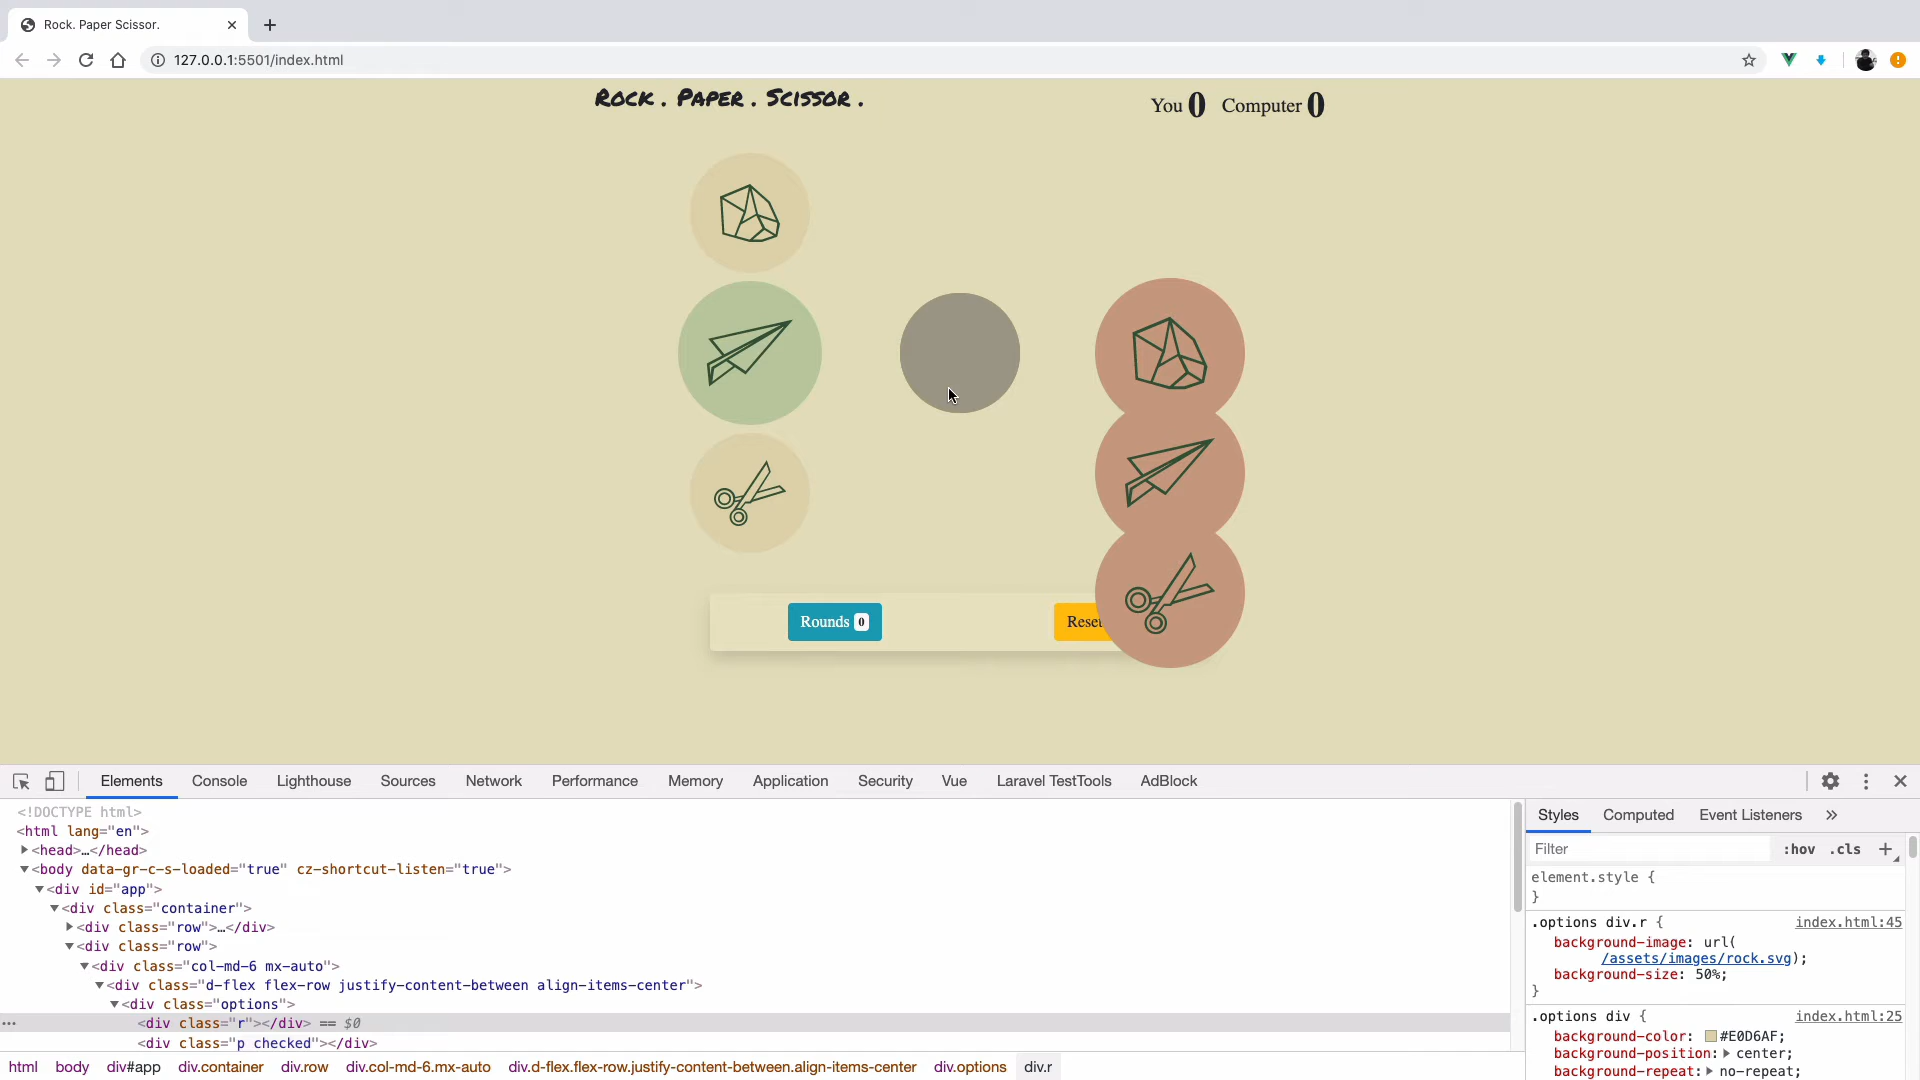 Rock. Paper Scissor.
127.0.0.1:5501/index.html
Rock . Paper . Scissor .
You 0 Computer 0
Rounds 0
Reset
Elements Console Lighthouse Sources Network Performance Memory Application Security Vue Laravel TestTools AdBlock
<!DOCTYPE html>
<html lang="en">
<head>…</head>
<body data-gr-c-s-loaded="true" cz-shortcut-listen="true">
<div id="app">
<div class="container">
<div class="row">…</div>
<div class="row">
<div class="col-md-6 mx-auto">
<div class="d-flex flex-row justify-content-between align-items-center">
<div class="options">
<div class="r"></div> == $0
<div class="p checked"></div>
html body div#app div.container div.row div.col-md-6.mx-auto div.d-flex.flex-row.justify-content-between.align-items-center div.options div.r
Styles Computed Event Listeners
Filter :hov .cls
element.style {
}
.options div.r { index.html:45
background-image: url(
/assets/images/rock.svg);
background-size: 50%;
}
.options div { index.html:25
background-color: #E0D6AF;
background-position: center;
background-repeat: no-repeat;